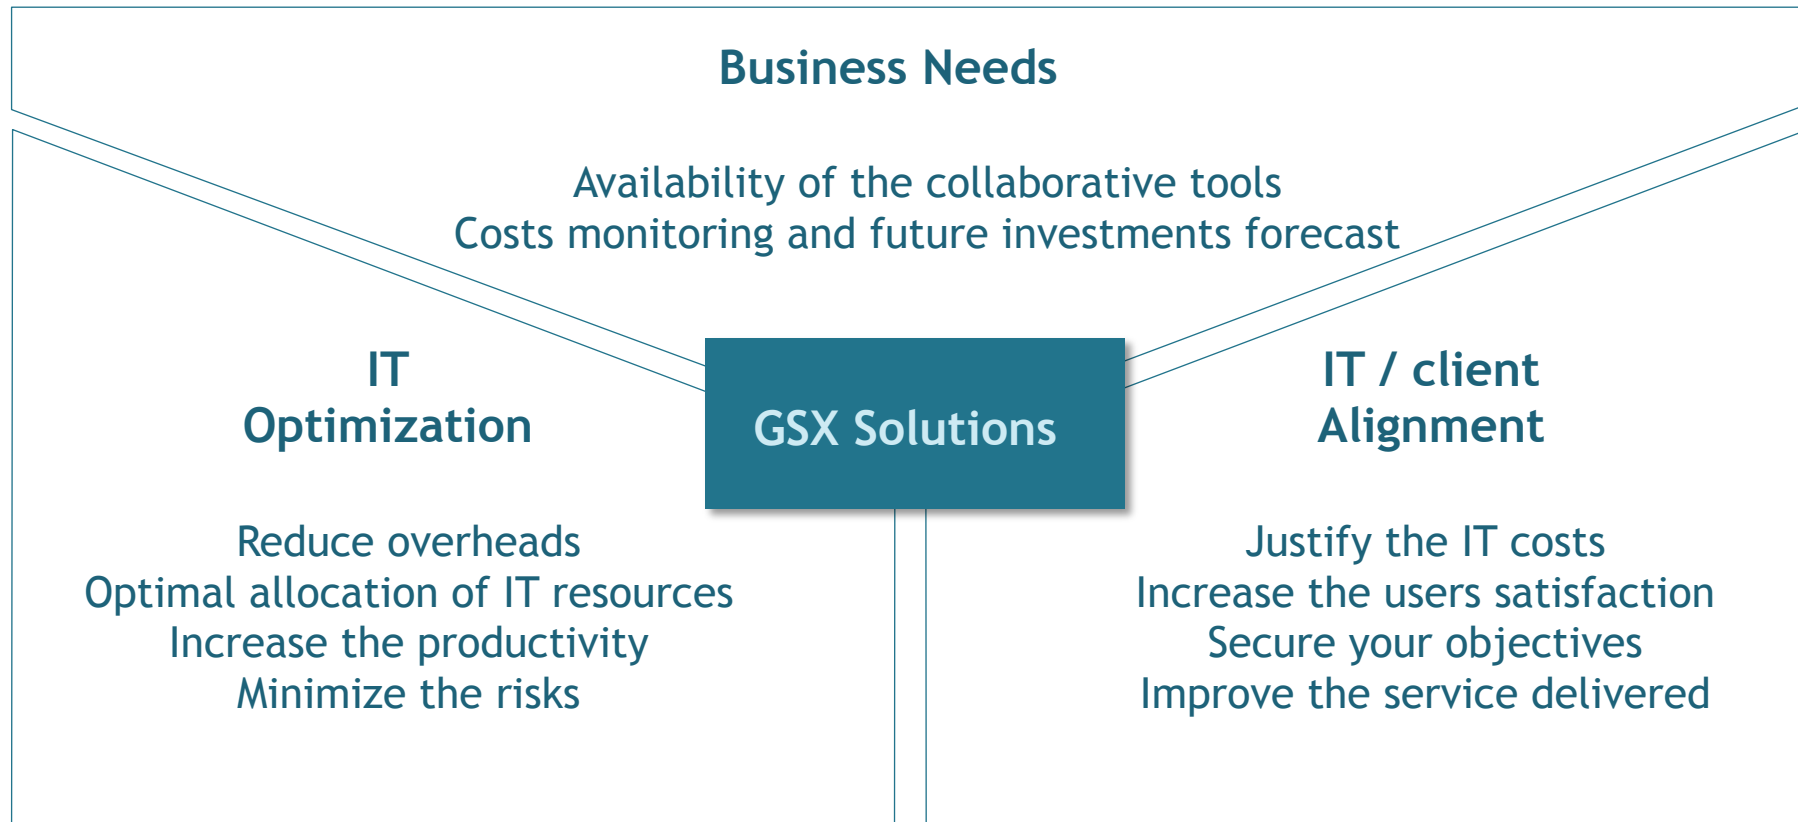 Business Needs
Availability of the collaborative tools
Costs monitoring and future investments forecast
IT
Optimization
Reduce overheads
Optimal allocation of IT resources
Increase the productivity
Minimize the risks
GSX Solutions
IT / client
Alignment
Justify the IT costs
Increase the users satisfaction
Secure your objectives
Improve the service delivered